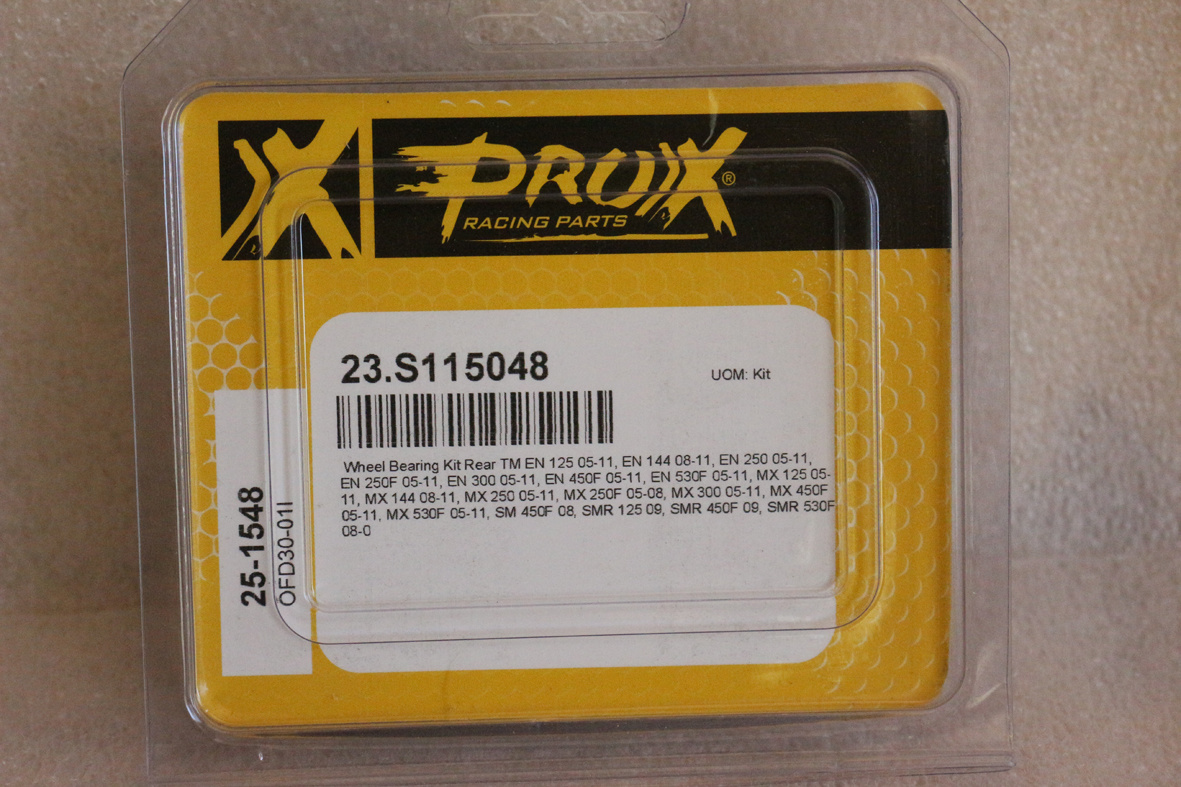 PROX®
RACING PARTS
23.S115048
UOM: Kit
Wheel Bearing Kit Rear TM EN 125 05-11, EN 144 08-11, EN 250 05-11,
EN 250F 05-11, EN 300 05-11, EN 450F 05-11, EN 530F 05-11, MX 125 05-
11, MX 144 08-11, MX 250 05-11, MX 250F 05-08, MX 300 05-11, MX 450F
05-11, MX 530F 05-11, SM 450F 08, SMR 125 09, SMR 450F 09, SMR 530F
08-0
25-1548
OFD30-01I